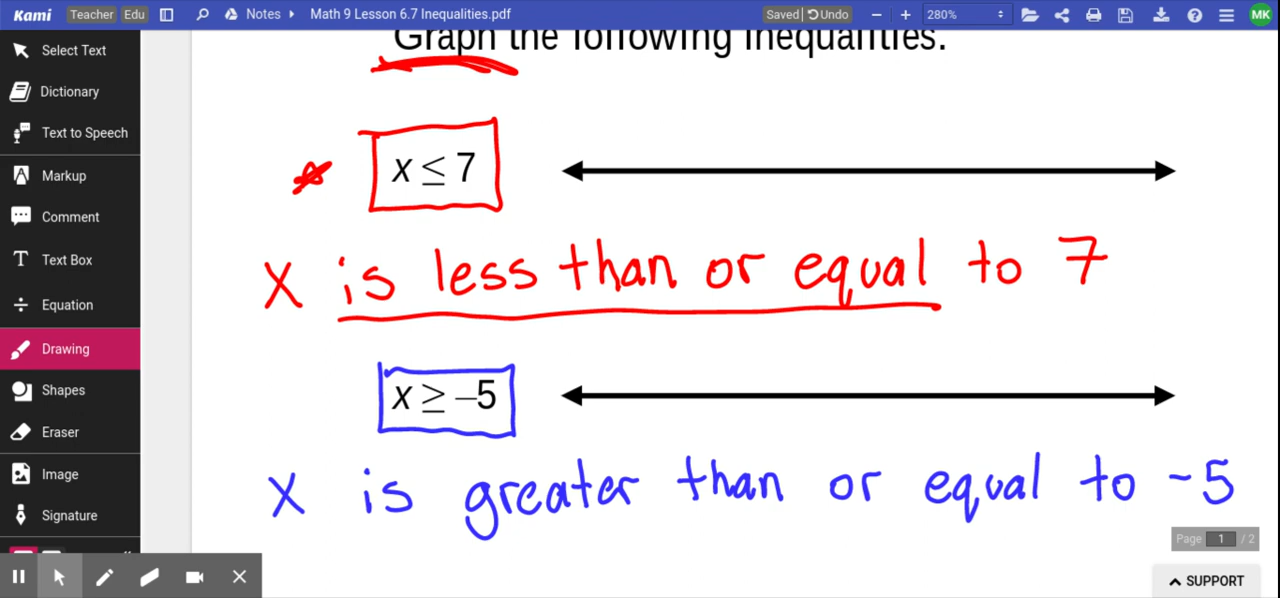 Kami Teacher Edu Notes Math 9 Lesson 6.7 Inequalities.pdf Saved Undo 280% MK
Select Text
Dictionary
Text to Speech
Markup
Comment
Text Box
Equation
Drawing
Shapes
Eraser
Image
Signature
Graph the following inequalities.
x ≤ 7
x is less than or equal to 7
x ≥ –5
x is greater than or equal to -5
Page 1 / 2
SUPPORT